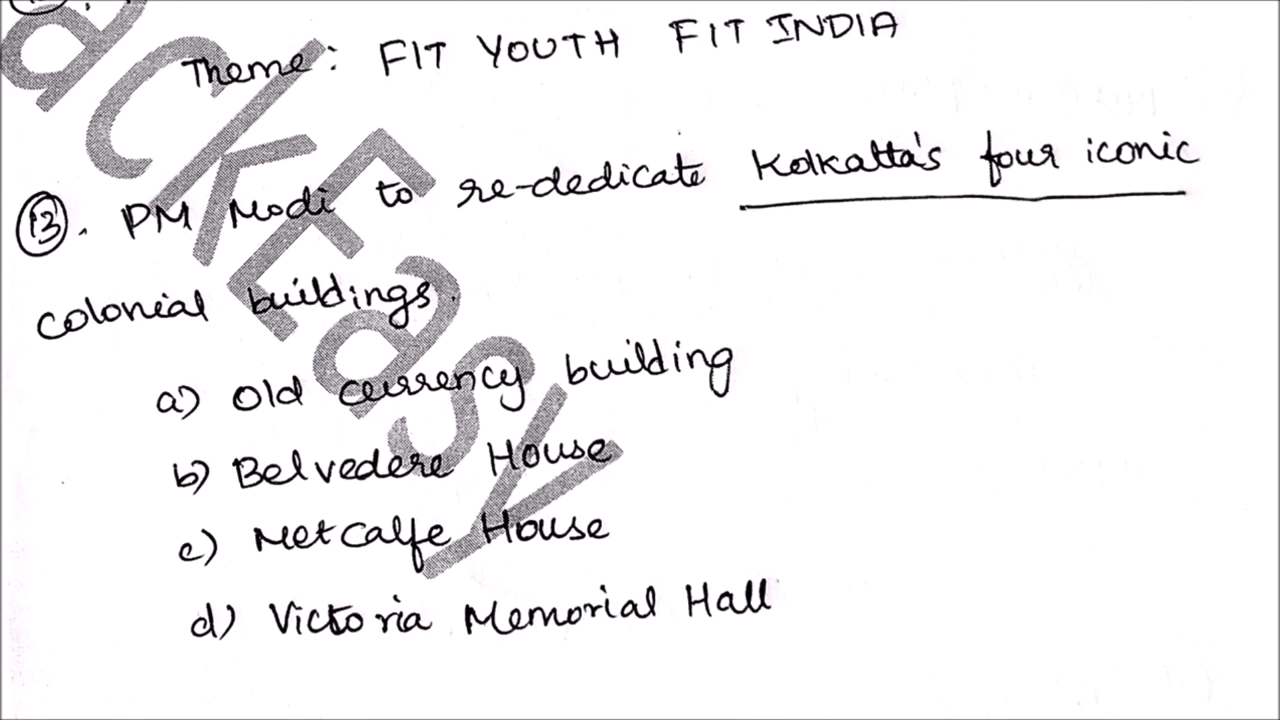 Theme: FIT YOUTH FIT INDIA
13. PM Modi to re-dedicate Kolkatta's four iconic
colonial buildings.
a) Old currency building
b) Belvedere House
c) Metcalfe House
d) Victoria Memorial Hall
CrackEasy